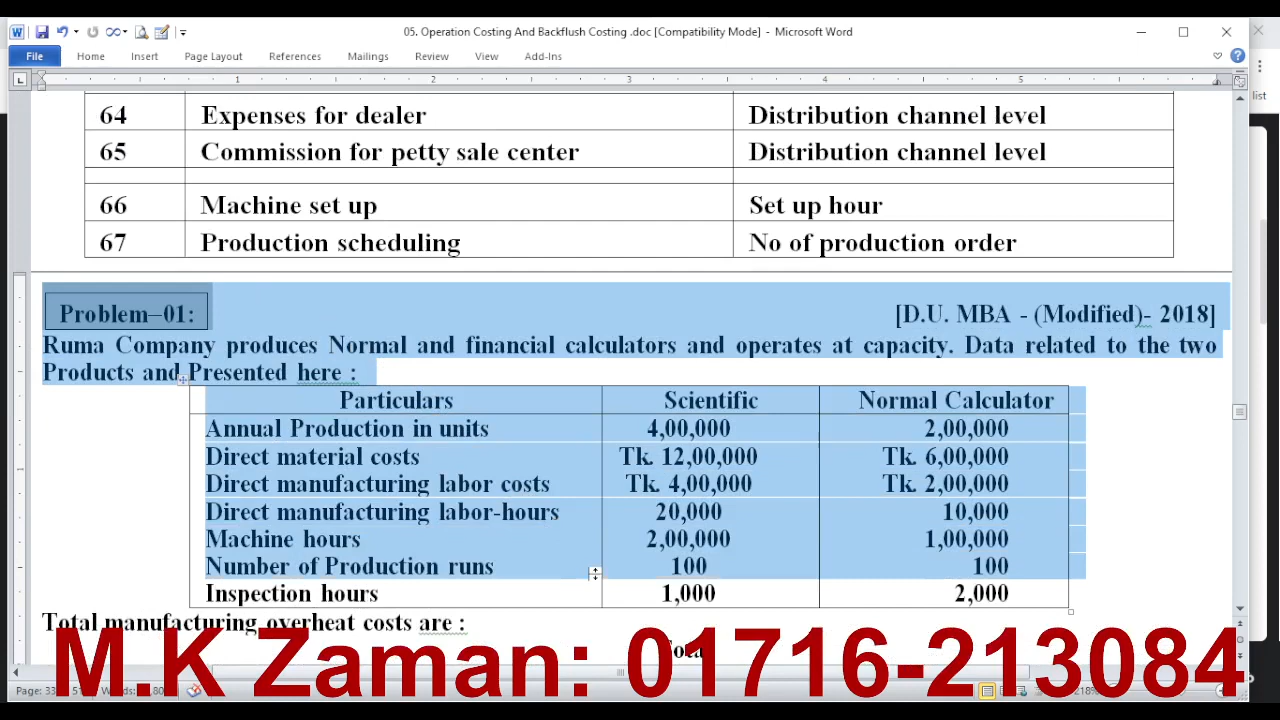 05. Operation Costing And Backflush Costing .doc [Compatibility Mode] - Microsoft Word
File Home Insert Page Layout References Mailings Review View Add-Ins
1 2 3 4 5
list
64 Expenses for dealer Distribution channel level
65 Commission for petty sale center Distribution channel level
66 Machine set up Set up hour
67 Production scheduling No of production order
Problem–01: [D.U. MBA - (Modified)- 2018]
Ruma Company produces Normal and financial calculators and operates at capacity. Data related to the two
Products and Presented here :
Particulars Scientific Normal Calculator
Annual Production in units 4,00,000 2,00,000
Direct material costs Tk. 12,00,000 Tk. 6,00,000
Direct manufacturing labor costs Tk. 4,00,000 Tk. 2,00,000
Direct manufacturing labor-hours 20,000 10,000
Machine hours 2,00,000 1,00,000
Number of Production runs 100 100
Inspection hours 1,000 2,000
Total manufacturing overheat costs are :
M.K Zaman: 01716-213084